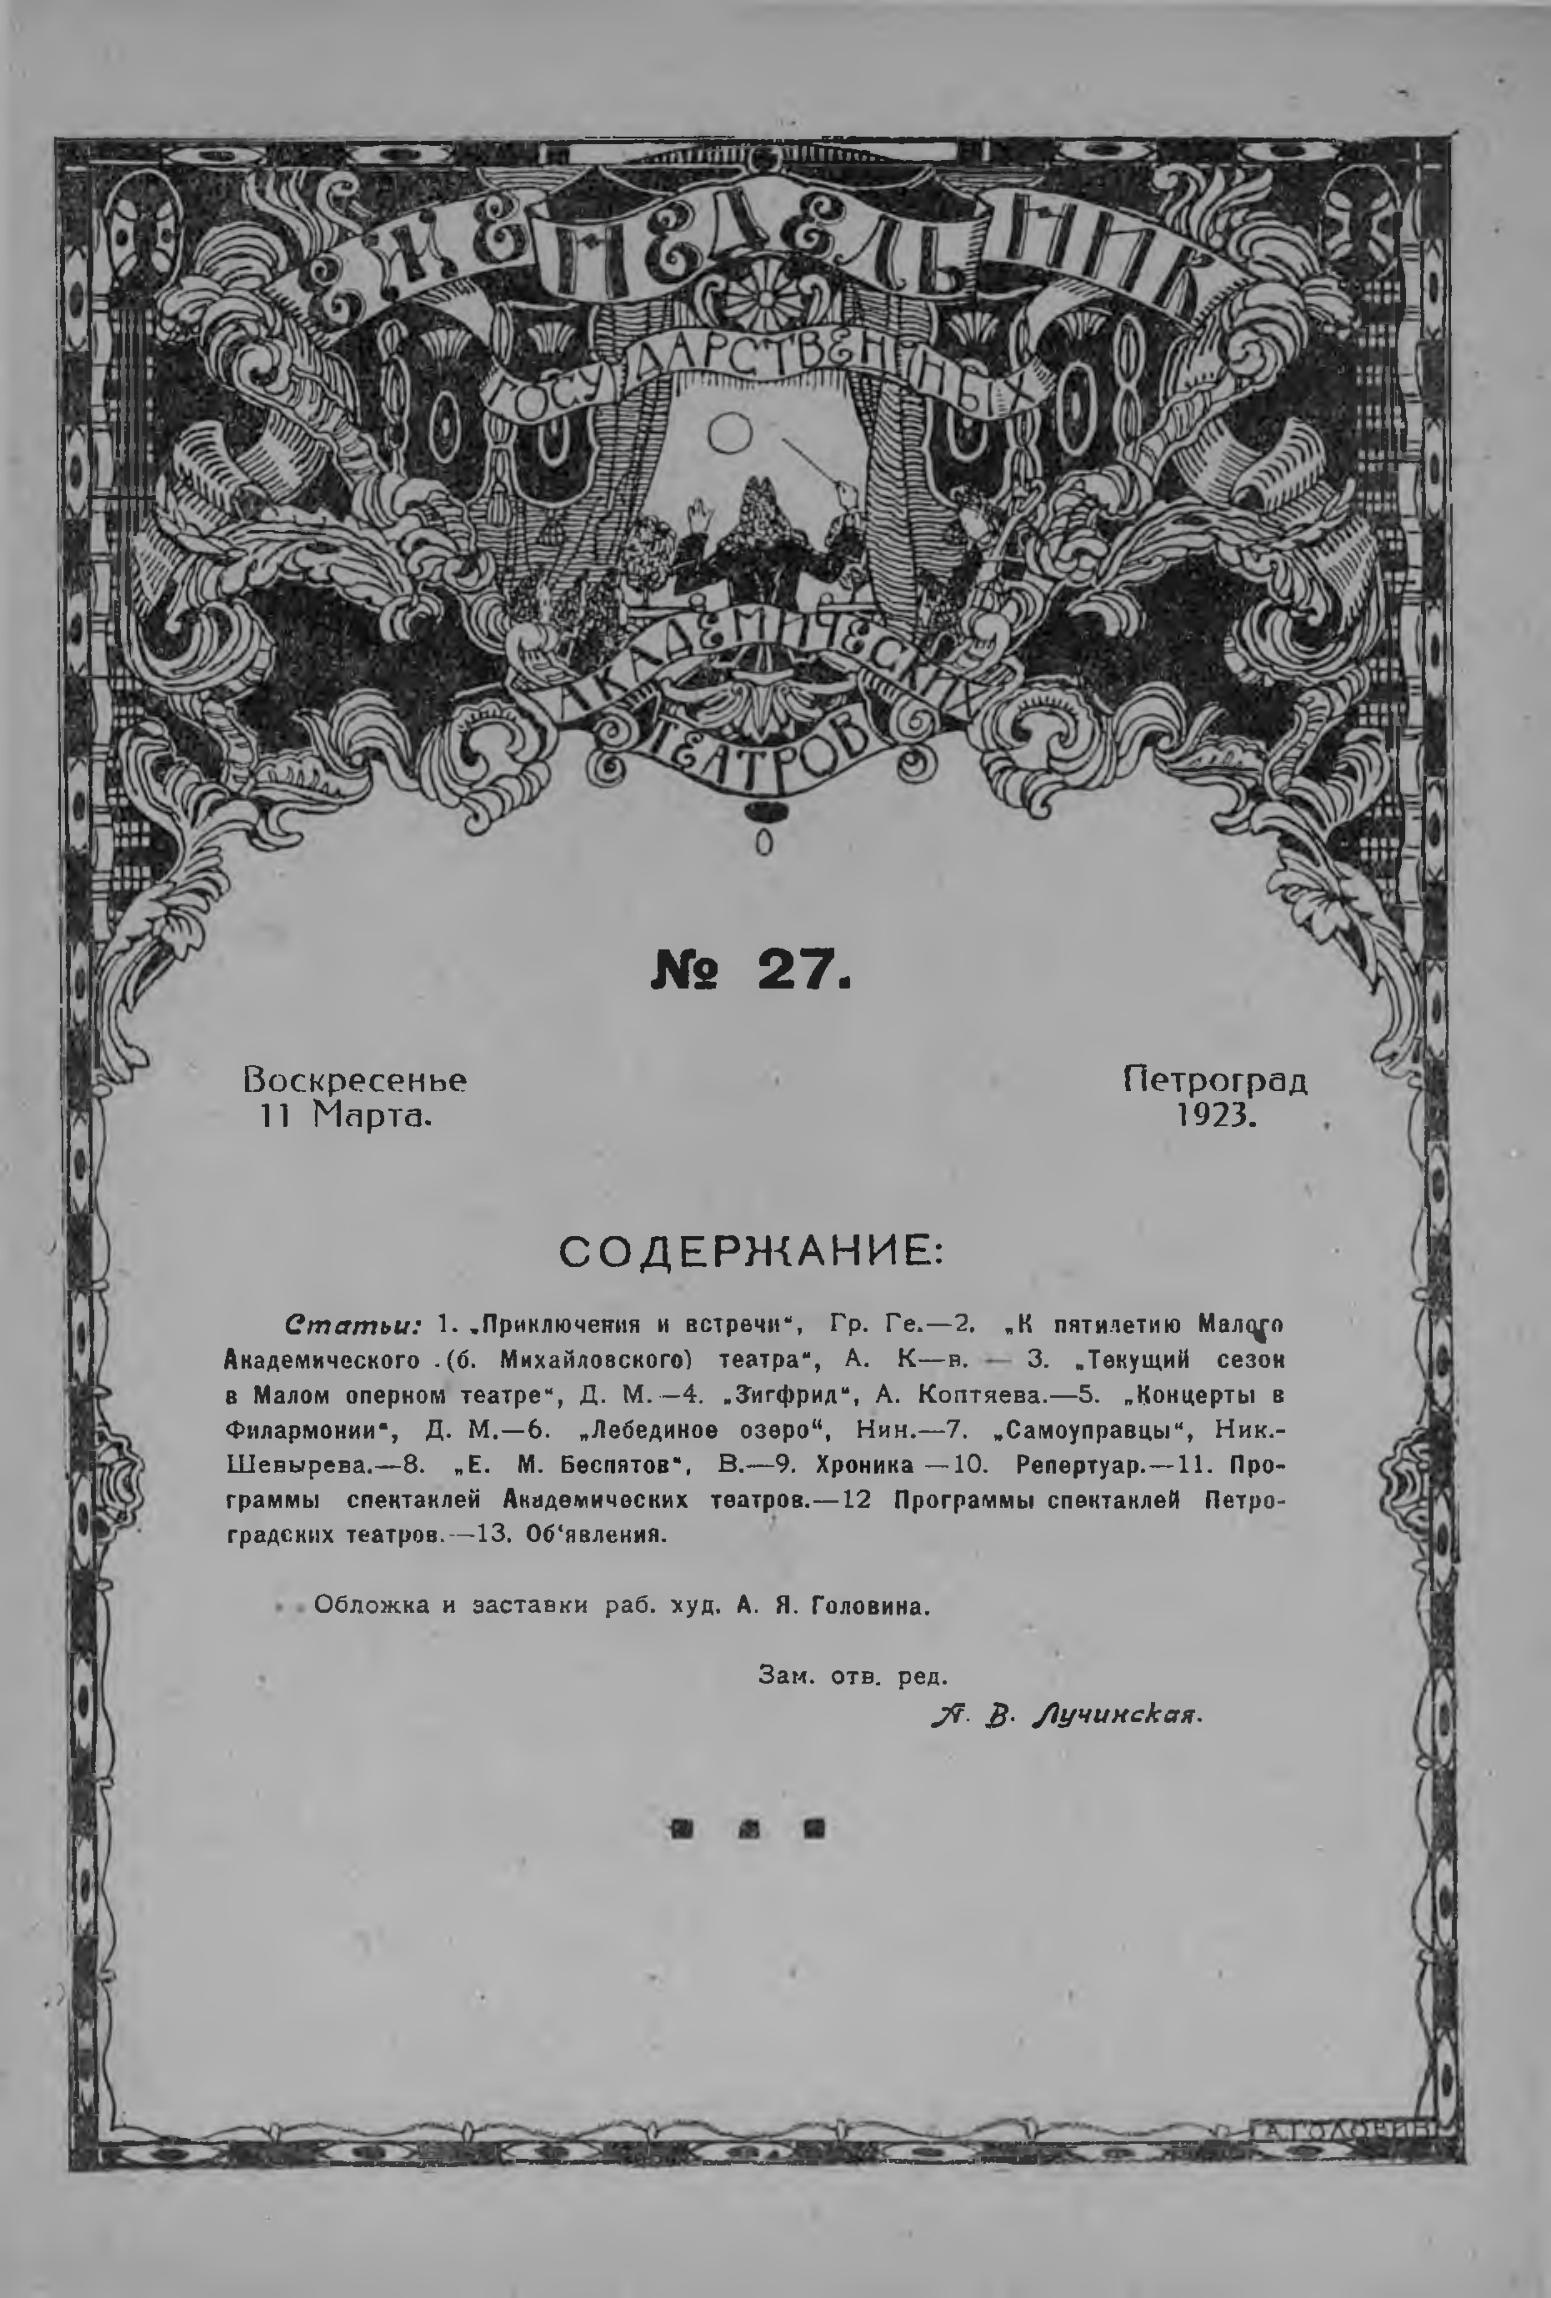 ЕЖЕНЕДЕЛЬНИК
ГОСУДАРСТВЕННЫХ
АКАДЕМИЧЕСКИХ
ТЕАТРОВ
№ 27.
Воскресенье
11 Марта.
Петроград
1923.
СОДЕРЖАНИЕ:
Статьи: 1. „Приключения и встречи“, Гр. Ге.—2. „К пятилетию Малого
Академического (б. Михайловского) театра“, А. К—в. — 3. „Текущий сезон
в Малом оперном театре“, Д. М.—4. „Зигфрид“, А. Коптяева.—5. „Концерты в
Филармонии“, Д. М.—6. „Лебединое озеро“, Нин.—7. „Самоуправцы“, Ник.-
Шевырева.—8. „Е. М. Беспятов“, В.—9. Хроника —10. Репертуар.—11. Про-
граммы спектаклей Академических театров.—12 Программы спектаклей Петро-
градских театров.—13. Об‘явления.
Обложка и заставки раб. худ. А. Я. Головина.
Зам. отв. ред.
А. В. Лучинская.
А.ГОЛОВИНЪ